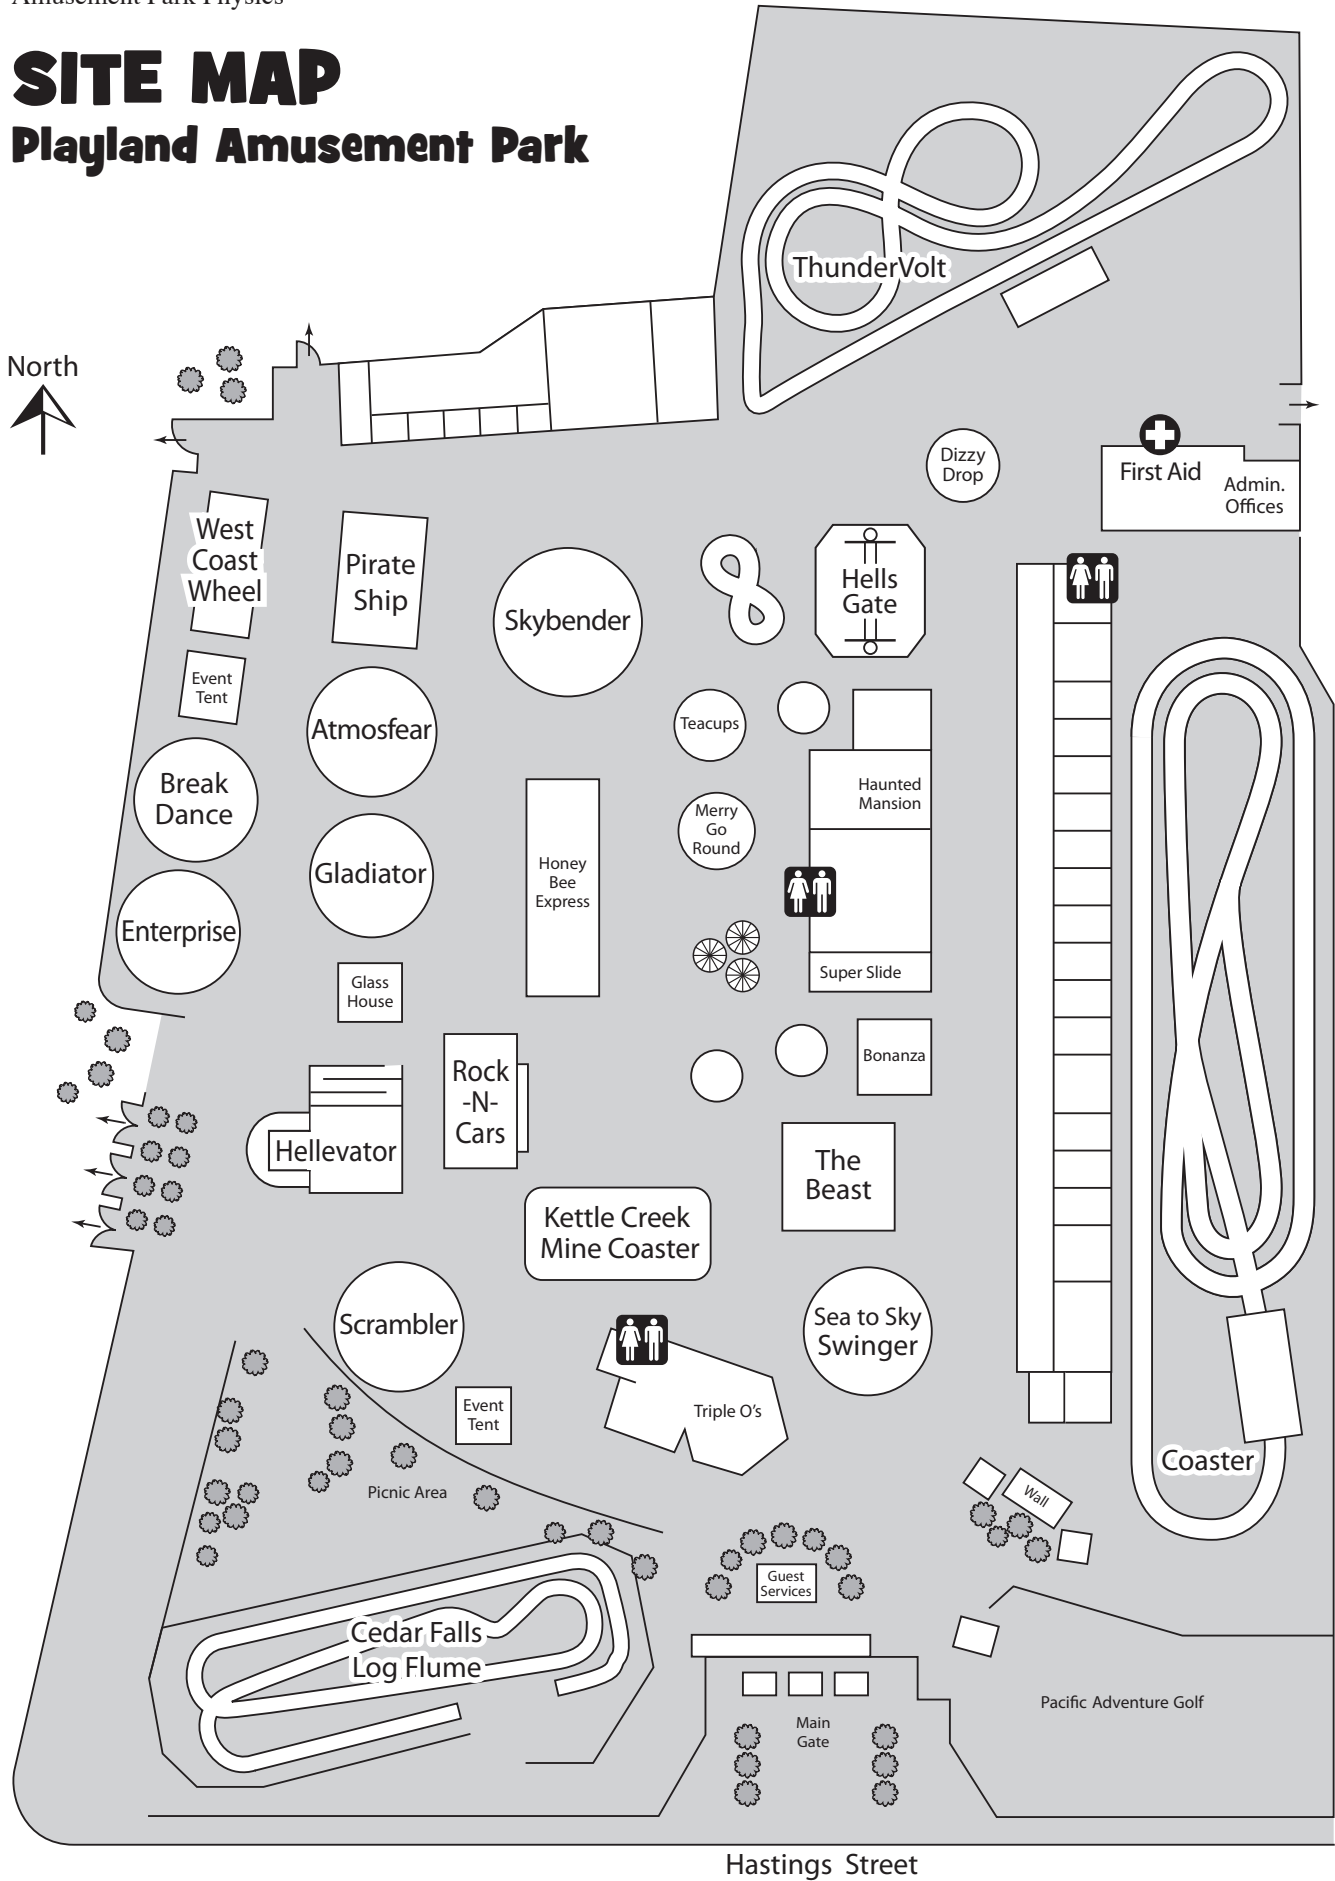 Amusement Park Physics
SITE MAP
Playland Amusement Park
ThunderVolt
North
Dizzy
Drop
First Aid
Admin.
Offices
West
Coast
Wheel
Pirate
Ship
Skybender
Hells
Gate
Event
Tent
Atmosfear
Teacups
Break
Dance
Haunted
Mansion
Merry
Go
Round
Gladiator
Honey
Bee
Express
Enterprise
Glass
House
Super Slide
Rock
-N-
Cars
Bonanza
Hellevator
The
Beast
Kettle Creek
Mine Coaster
Scrambler
Sea to Sky
Swinger
Event
Tent
Triple O's
Coaster
Picnic Area
Wall
Guest
Services
Cedar Falls
Log Flume
Main
Gate
Pacific Adventure Golf
Hastings Street